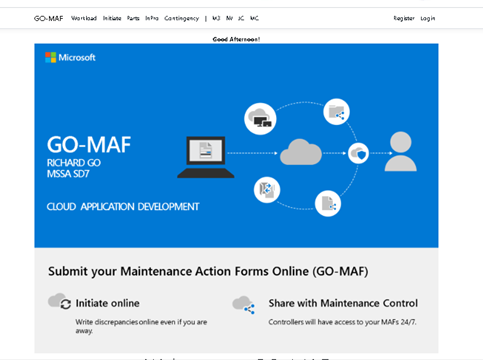 GO-MAF Workload Initiate Parts InPro Contingency | M3 NV JC MC Register Login
Good Afternoon!
Microsoft
GO-MAF
RICHARD GO
MSSA SD7
CLOUD APPLICATION DEVELOPMENT
Submit your Maintenance Action Forms Online (GO-MAF)
Initiate online
Write discrepancies online even if you are
away.
Share with Maintenance Control
Controllers will have access to your MAFs 24/7.